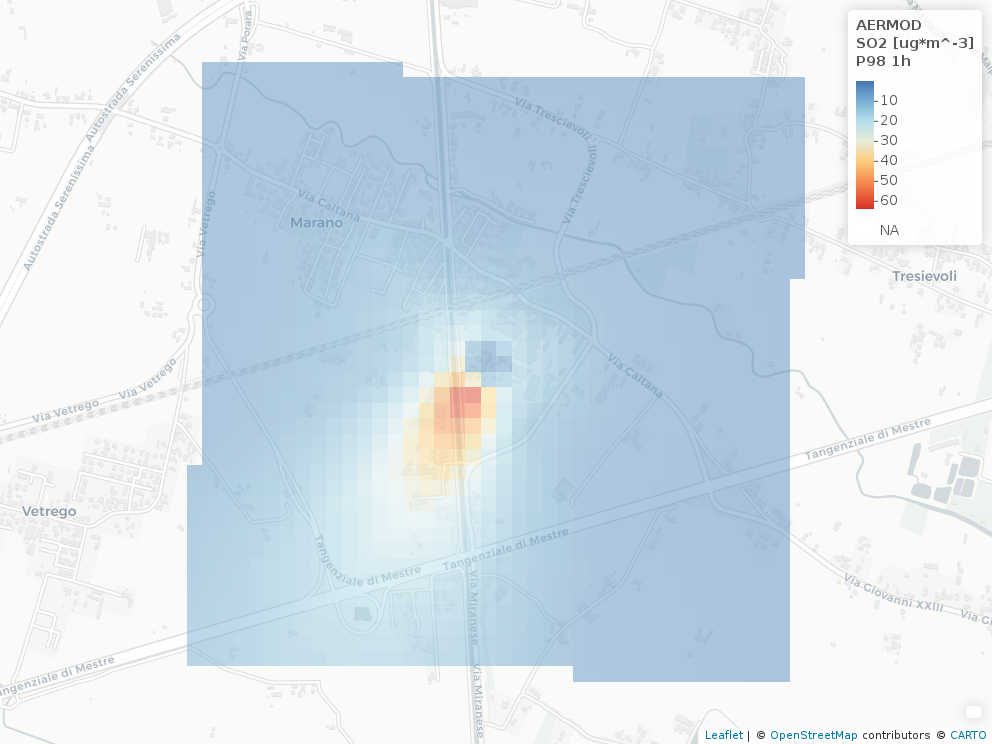 AERMOD
SO2 [ug*m^-3]
P98 1h
10
20
30
40
50
60
NA
Autostrada Serenissima
Autostrada Serenissima
Via Porara
Via Trescievoli
Via Trescievoli
Via Caltana
Marano
Via Vetrego
Tresievoli
Via Vetrego
Via Vetrego
Via Caltana
Tangenziale di Mestre
Vetrego
Tangenziale di Mestre
Tangenziale di Mestre
Via Miranese
Via Giovanni XXIII
Via Gi
angenziale di Mestre
Via Miranese
Leaflet | © OpenStreetMap contributors © CARTO